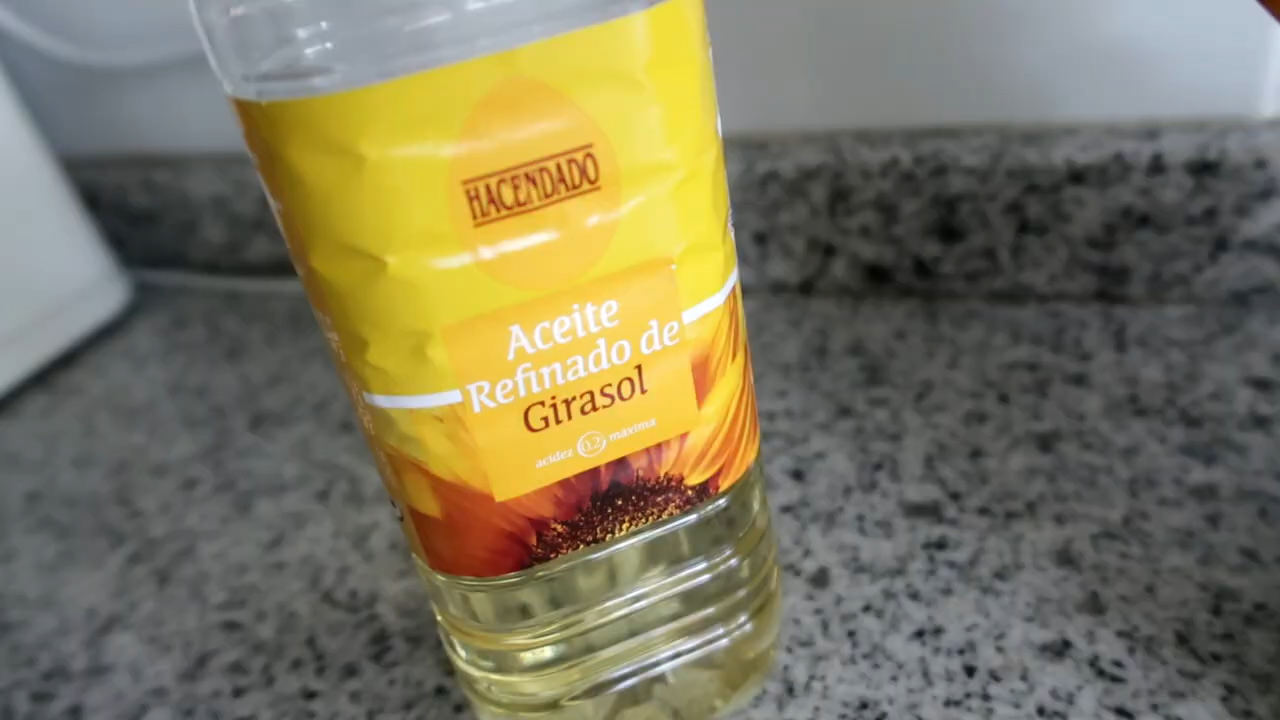 HACENDADO
Aceite
Refinado de
Girasol
acidez 0,2 máxima